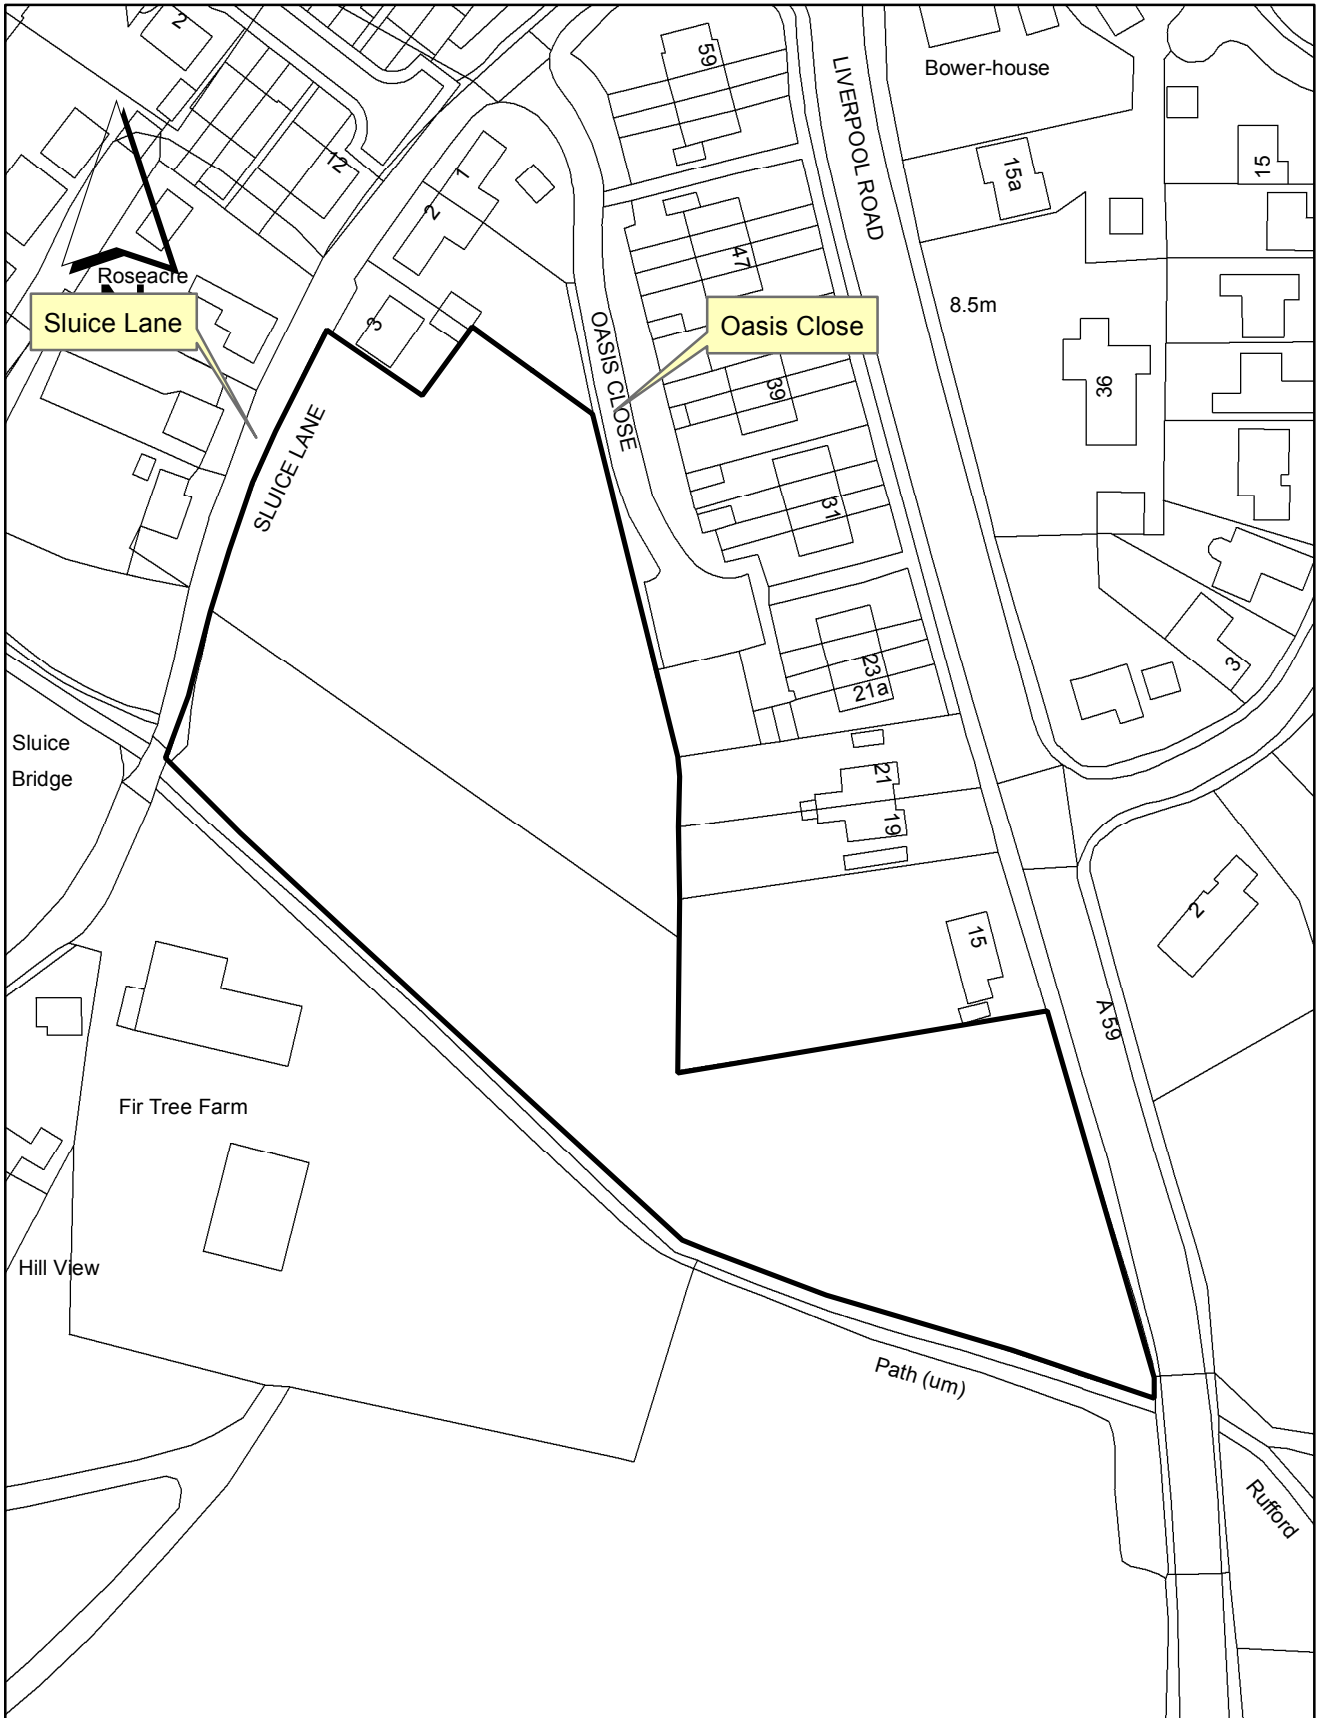 2
59
Bower-house
LIVERPOOL ROAD
12
1
15a
15
2
47
Roseacre
N
8.5m
Sluice Lane
Oasis Close
3
OASIS CLOSE
39
36
SLUICE LANE
31
23
3
21a
Sluice
Bridge
21
19
2
15
A 59
Fir Tree Farm
Hill View
Path (um)
Rufford